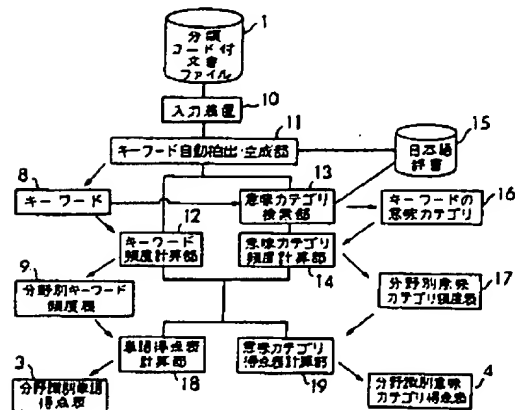 1
分類
コード付
文書
ファイル
10
入力装置
11
キーワード自動抽出・生成部
15
日本語
辞書
8
キーワード
13
意味カテゴリ
検索部
16
キーワードの
意味カテゴリ
12
キーワード
頻度計算部
意味カテゴリ
頻度計算部
14
9
分野別キーワード
頻度表
17
分野別意味
カテゴリ頻度表
3
単語得点表
計算部
18
意味カテゴリ
得点表計算部
19
4
分野識別単語
得点表
分野識別意味
カテゴリ得点表